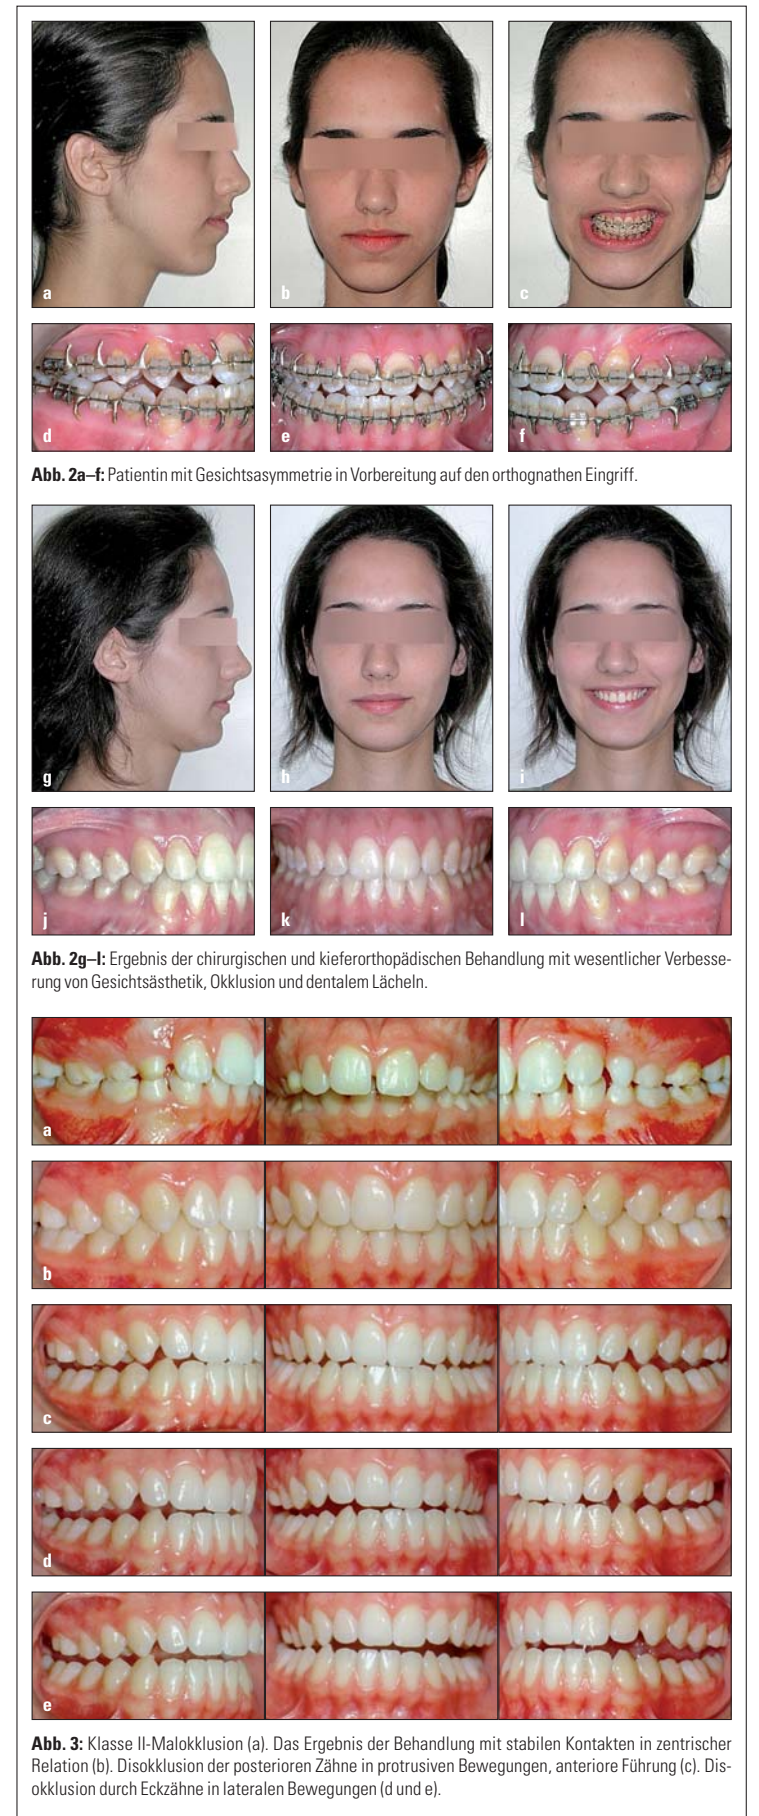 a
b
c
d
e
f
Abb. 2a–f: Patientin mit Gesichtsasymmetrie in Vorbereitung auf den orthognathen Eingriff.
g
h
i
j
k
l
Abb. 2g–l: Ergebnis der chirurgischen und kieferorthopädischen Behandlung mit wesentlicher Verbesse-
rung von Gesichtsästhetik, Okklusion und dentalem Lächeln.
a
b
c
d
e
Abb. 3: Klasse II-Malokklusion (a). Das Ergebnis der Behandlung mit stabilen Kontakten in zentrischer
Relation (b). Disokklusion der posterioren Zähne in protrusiven Bewegungen, anteriore Führung (c). Dis-
okklusion durch Eckzähne in lateralen Bewegungen (d und e).